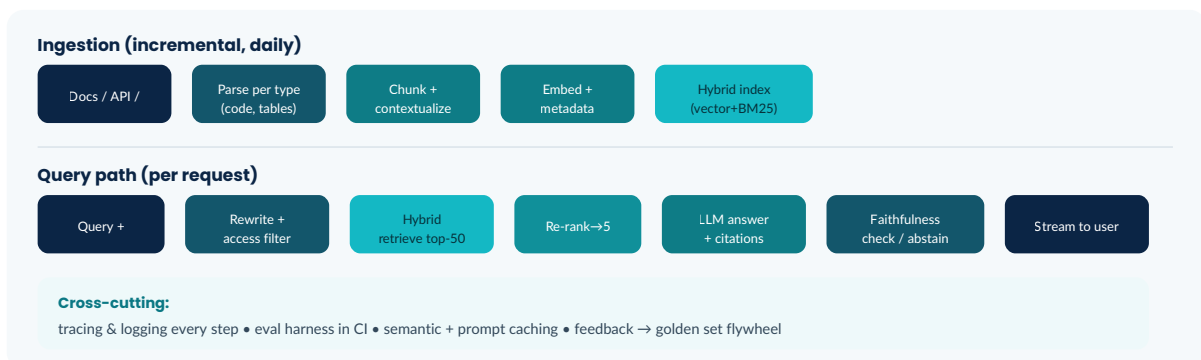 Ingestion (incremental, daily)
Docs / API /
Parse per type
(code, tables)
Chunk +
contextualize
Embed +
metadata
Hybrid index
(vector+BM25)
Query path (per request)
Query +
Rewrite +
access filter
Hybrid
retrieve top-50
Re-rank→5
LLM answer
+ citations
Faithfulness
check / abstain
Stream to user
Cross-cutting:
tracing & logging every step • eval harness in CI • semantic + prompt caching • feedback → golden set flywheel